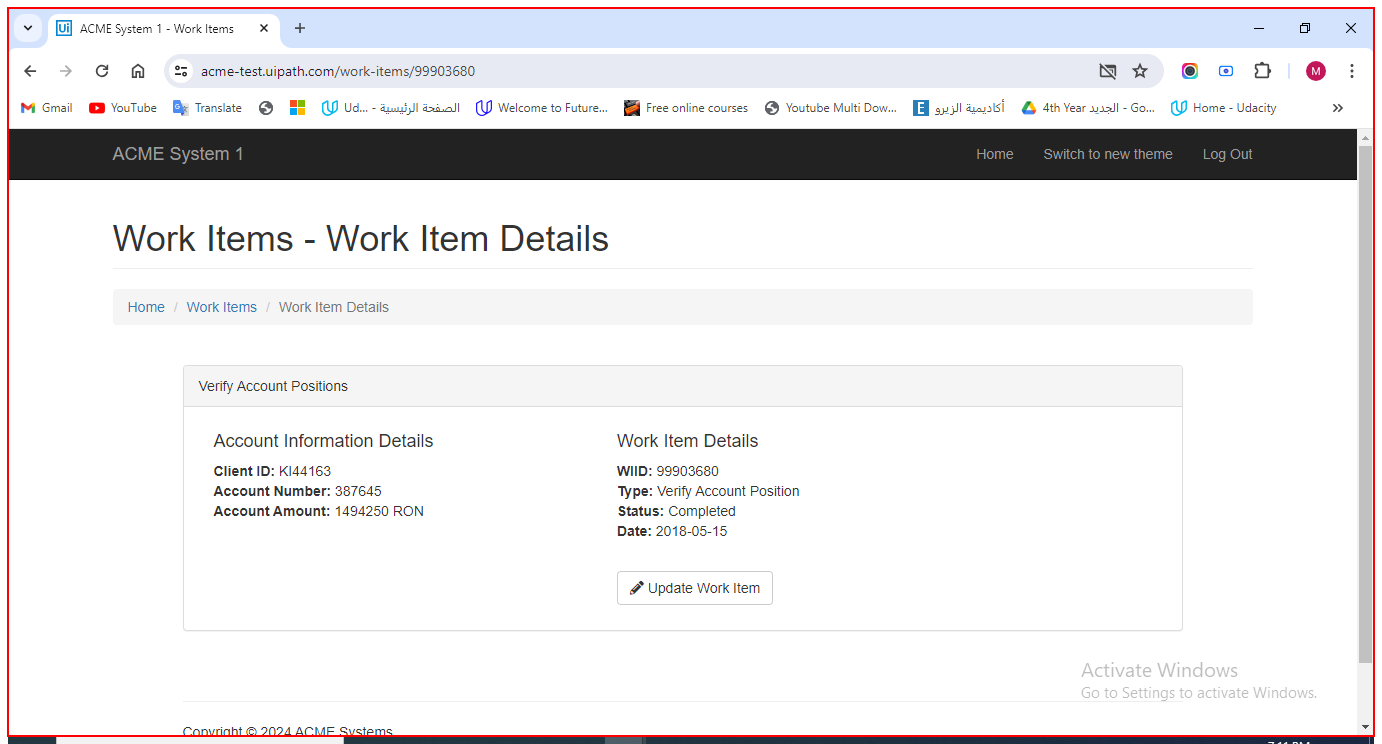 ACME System 1 - Work Items
acme-test.uipath.com/work-items/99903680
M
Gmail YouTube Translate Ud... - الصفحة الرئيسية Welcome to Future... Free online courses Youtube Multi Dow... أكاديمية الزيرو 4th Year الجديد - Go... Home - Udacity
ACME System 1 Home Switch to new theme Log Out
Work Items - Work Item Details
Home / Work Items / Work Item Details
Verify Account Positions
Account Information Details
Client ID: KI44163
Account Number: 387645
Account Amount: 1494250 RON
Work Item Details
WIID: 99903680
Type: Verify Account Position
Status: Completed
Date: 2018-05-15
Update Work Item
Activate Windows
Go to Settings to activate Windows.
Copyright © 2024 ACME Systems
7:11 PM